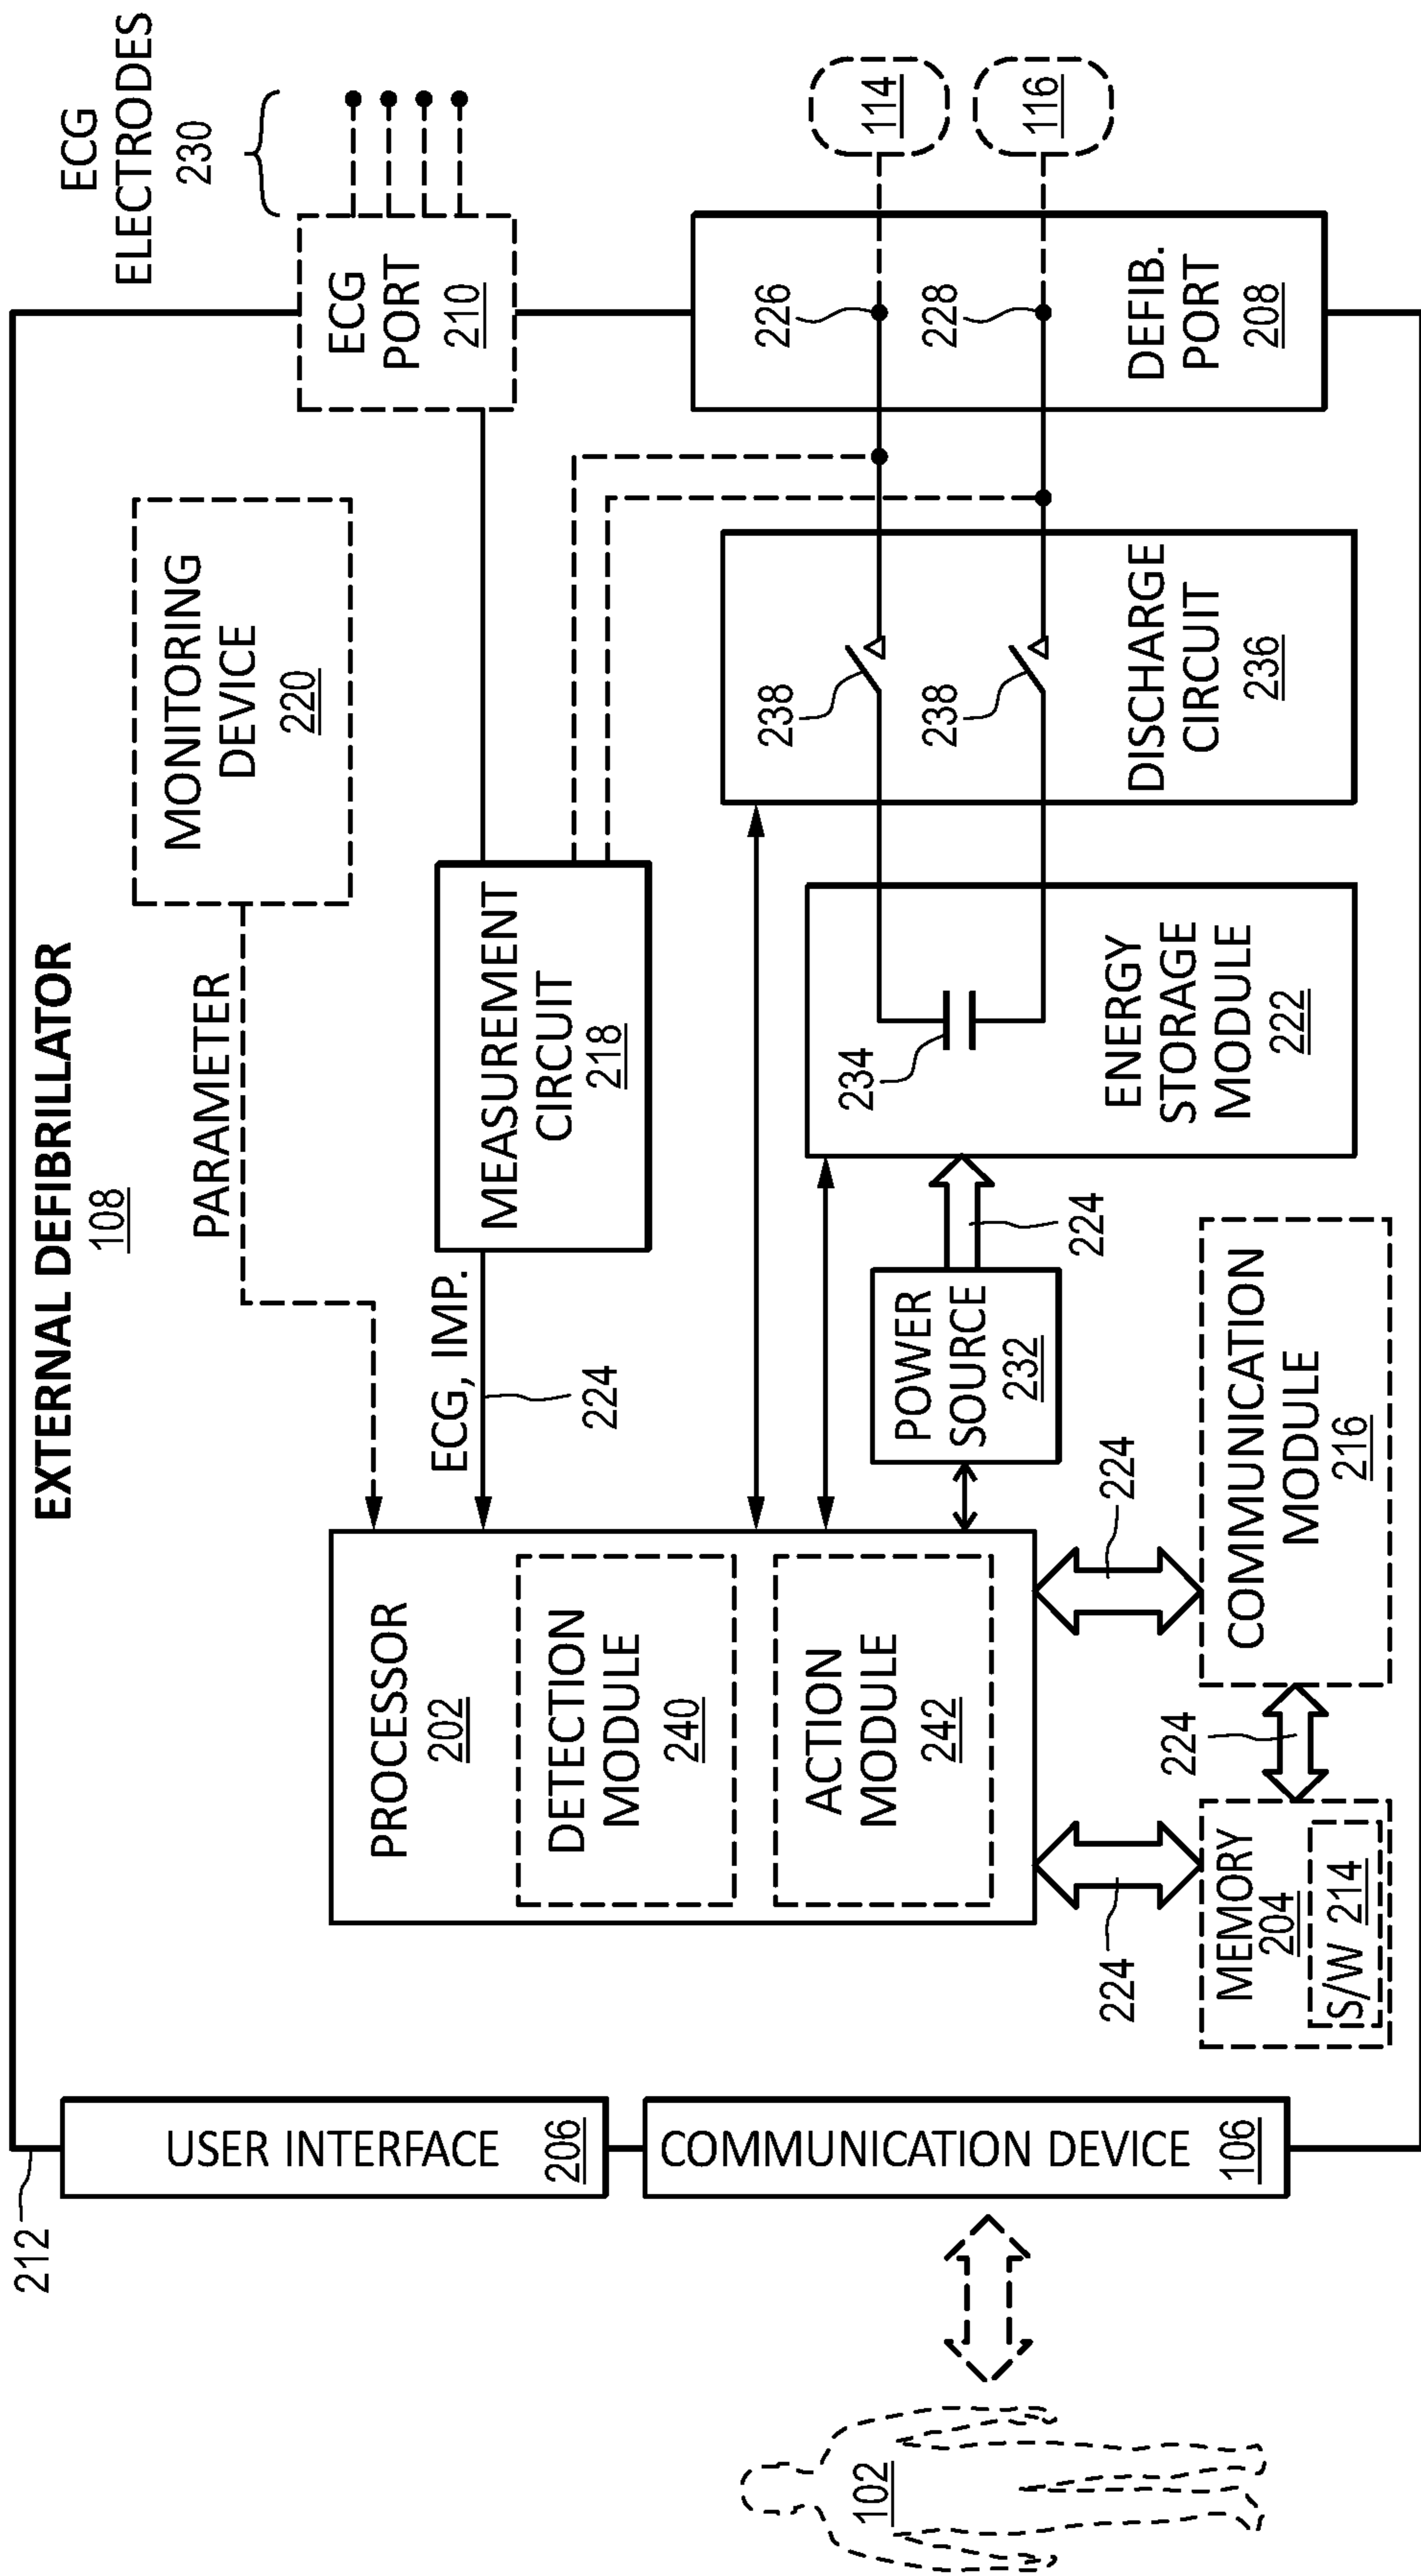 EXTERNAL DEFIBRILLATOR
108
212
USER INTERFACE 206
COMMUNICATION DEVICE 106
102
PARAMETER
MONITORING
DEVICE
220
ECG
ELECTRODES
230
ECG
PORT
210
MEASUREMENT
CIRCUIT
218
ECG, IMP.
224
PROCESSOR
202
DETECTION
MODULE
240
ACTION
MODULE
242
POWER
SOURCE
232
224
234
ENERGY
STORAGE
MODULE
222
238
238
DISCHARGE
CIRCUIT
236
226
228
DEFIB.
PORT
208
114
116
224
224
224
MEMORY
204
S/W 214
COMMUNICATION
MODULE
216